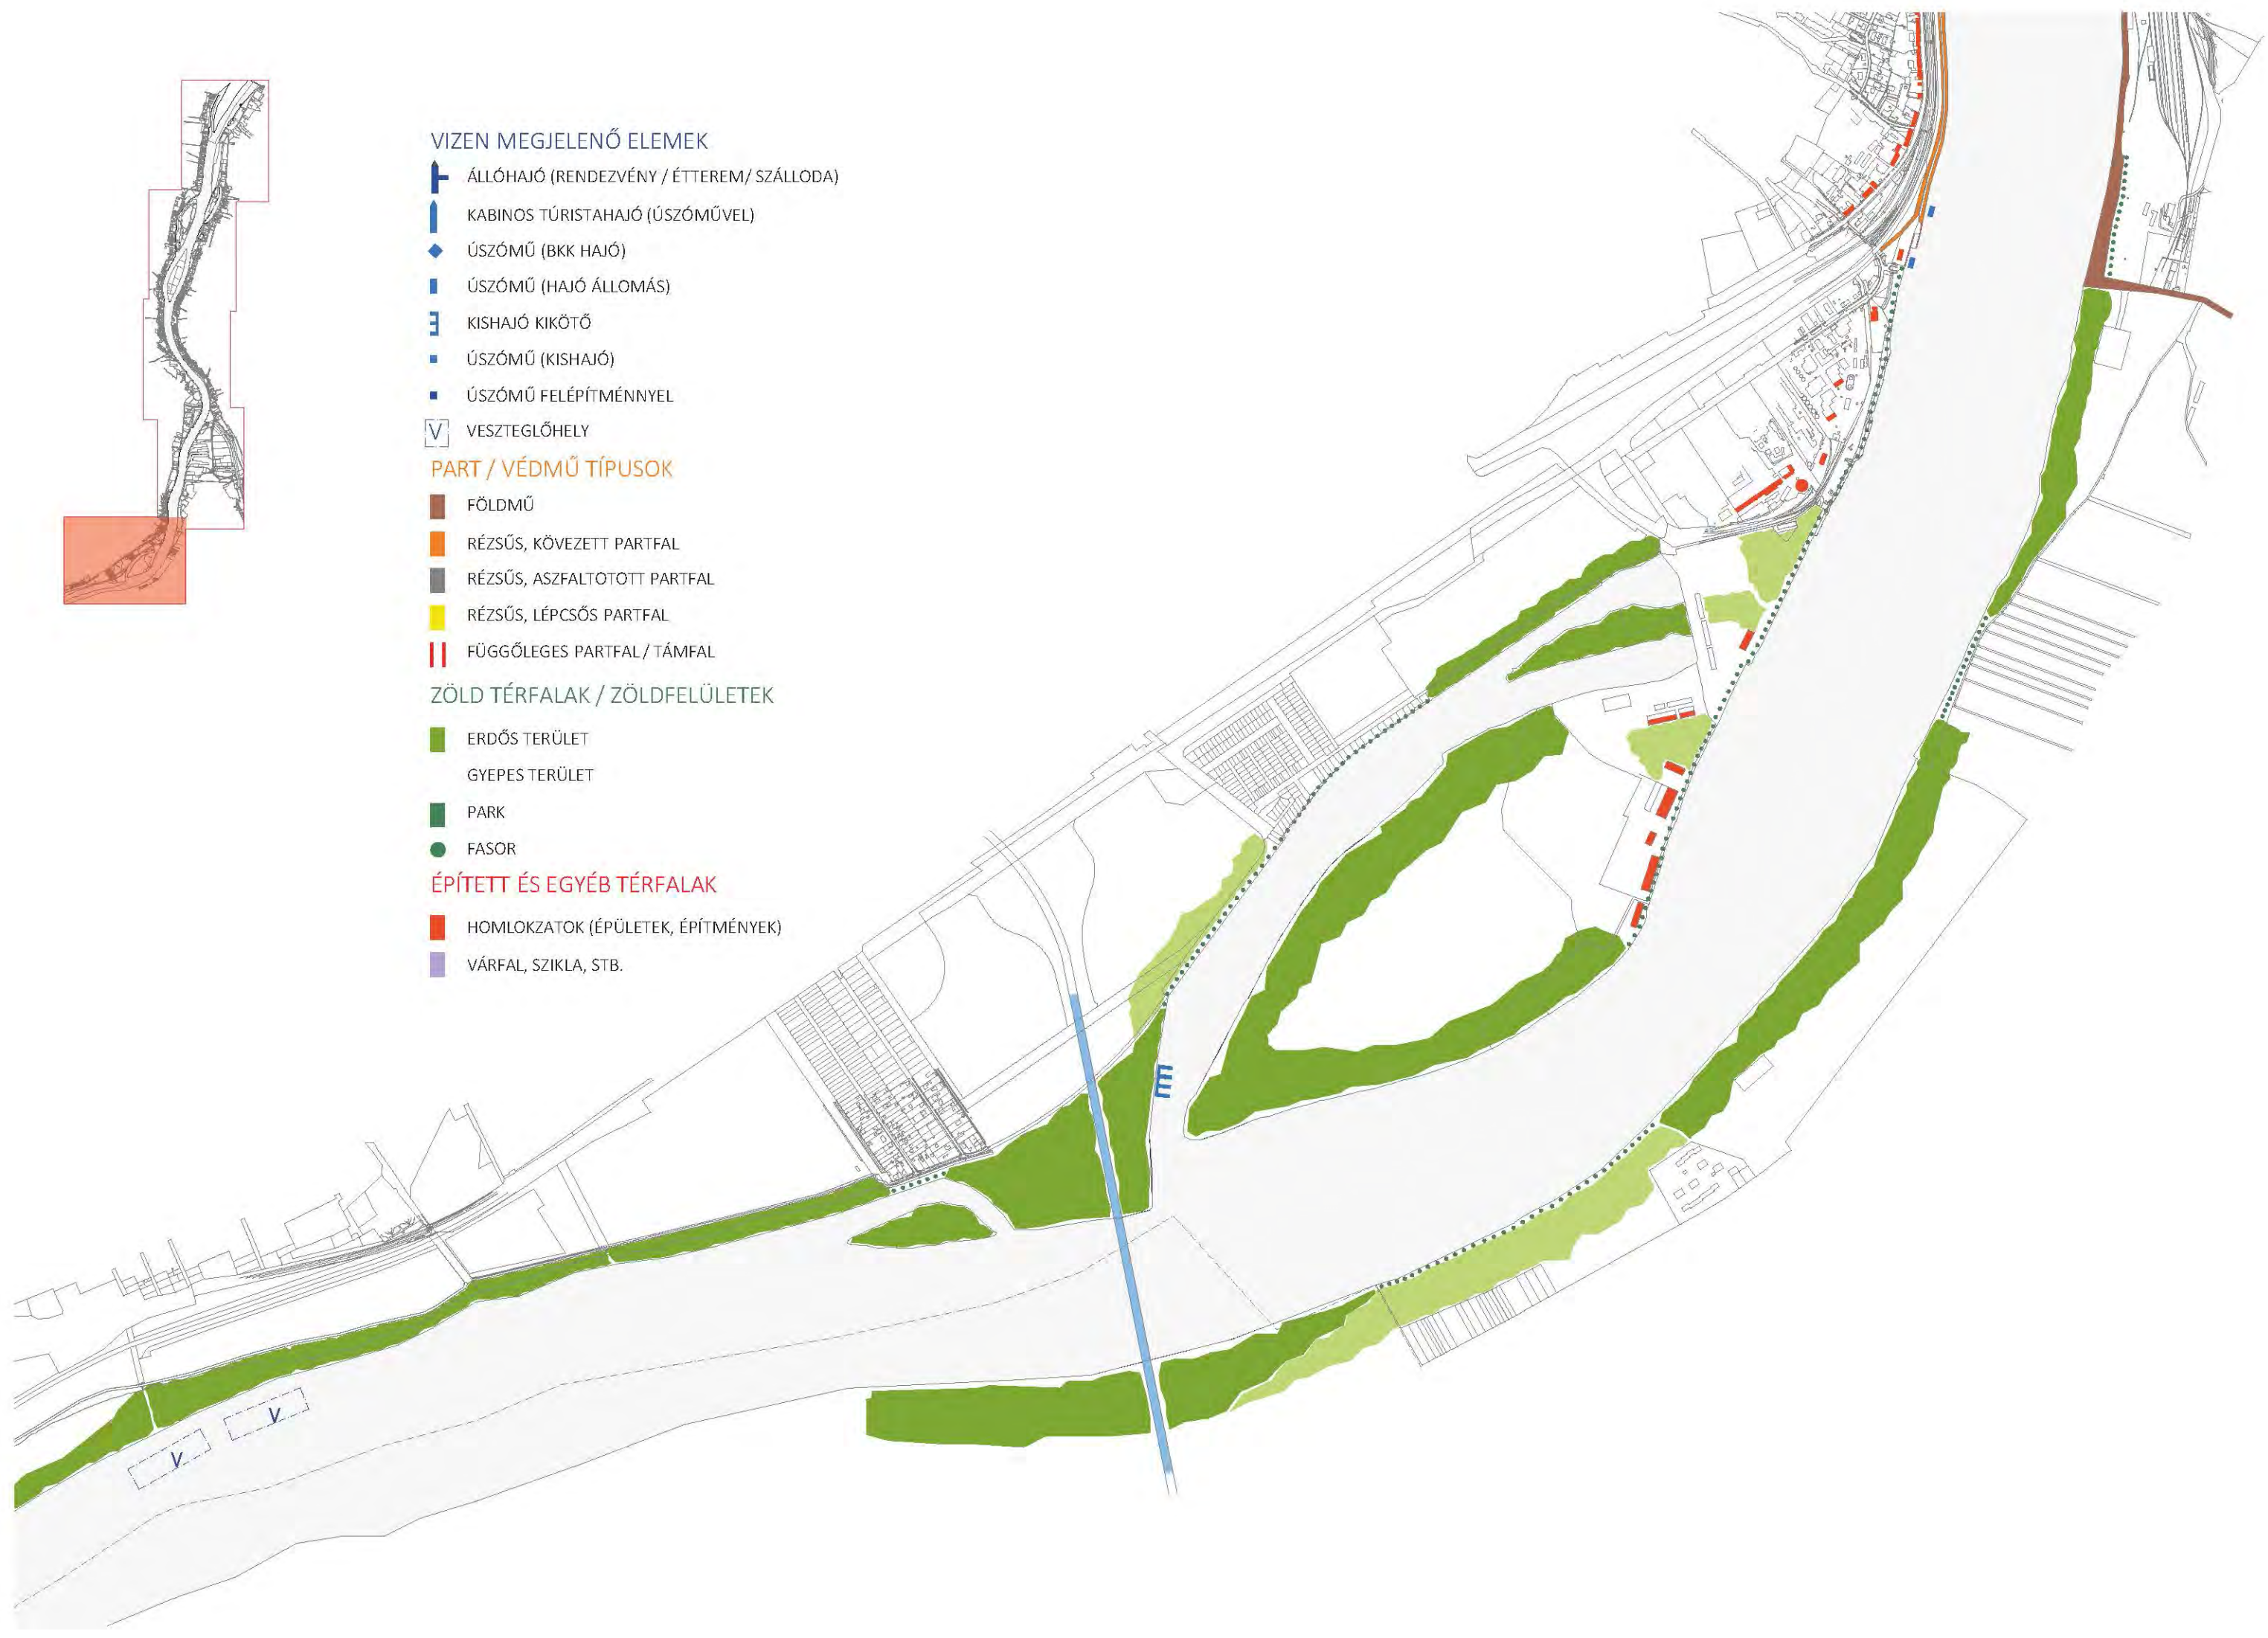 VIZEN MEGJELENŐ ELEMEK
ÁLLÓHAJÓ (RENDEZVÉNY / ÉTTEREM/ SZÁLLODA)
KABINOS TÚRISTAHAJÓ (ÚSZÓMŰVEL)
ÚSZÓMŰ (BKK HAJÓ)
ÚSZÓMŰ (HAJÓ ÁLLOMÁS)
KISHAJÓ KIKÖTŐ
ÚSZÓMŰ (KISHAJÓ)
ÚSZÓMŰ FELÉPÍTMÉNNYEL
V VESZTEGLŐHELY
PART / VÉDMŰ TÍPUSOK
FÖLDMŰ
RÉZSŰS, KÖVEZETT PARTFAL
RÉZSŰS, ASZFALTOTOTT PARTFAL
RÉZSŰS, LÉPCSŐS PARTFAL
FÜGGŐLEGES PARTFAL / TÁMFAL
ZÖLD TÉRFALAK / ZÖLDFELÜLETEK
ERDŐS TERÜLET
GYEPES TERÜLET
PARK
FASOR
ÉPÍTETT ÉS EGYÉB TÉRFALAK
HOMLOKZATOK (ÉPÜLETEK, ÉPÍTMÉNYEK)
VÁRFAL, SZIKLA, STB.
V
V